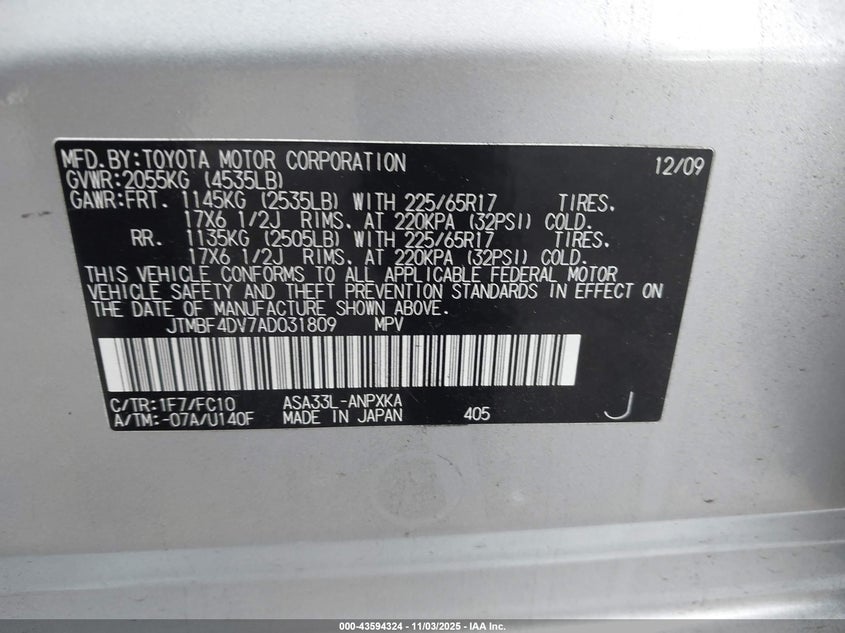 MFD.BY:TOYOTA MOTOR CORPORATION 12/09
GVWR:2055KG (4535LB)
GAWR:FRT. 1145KG (2535LB) WITH 225/65R17 TIRES.
17X6 1/2J RIMS. AT 220KPA (32PSI) COLD.
RR. 1135KG (2505LB) WITH 225/65R17 TIRES.
17X6 1/2J RIMS. AT 220KPA (32PSI) COLD.
THIS VEHICLE CONFORMS TO ALL APPLICABLE FEDERAL MOTOR
VEHICLE SAFETY AND THEFT PREVENTION STANDARDS IN EFFECT ON
THE DATE OF MANUFACTURE SHOWN ABOVE.
JTMBF4DV7AD031809 MPV
C/TR:1F7/FC10 ASA33L-ANPXKA
A/TM:-07A/U140F MADE IN JAPAN 405 J
000-43594324 | 11/03/2025 - IAA Inc.